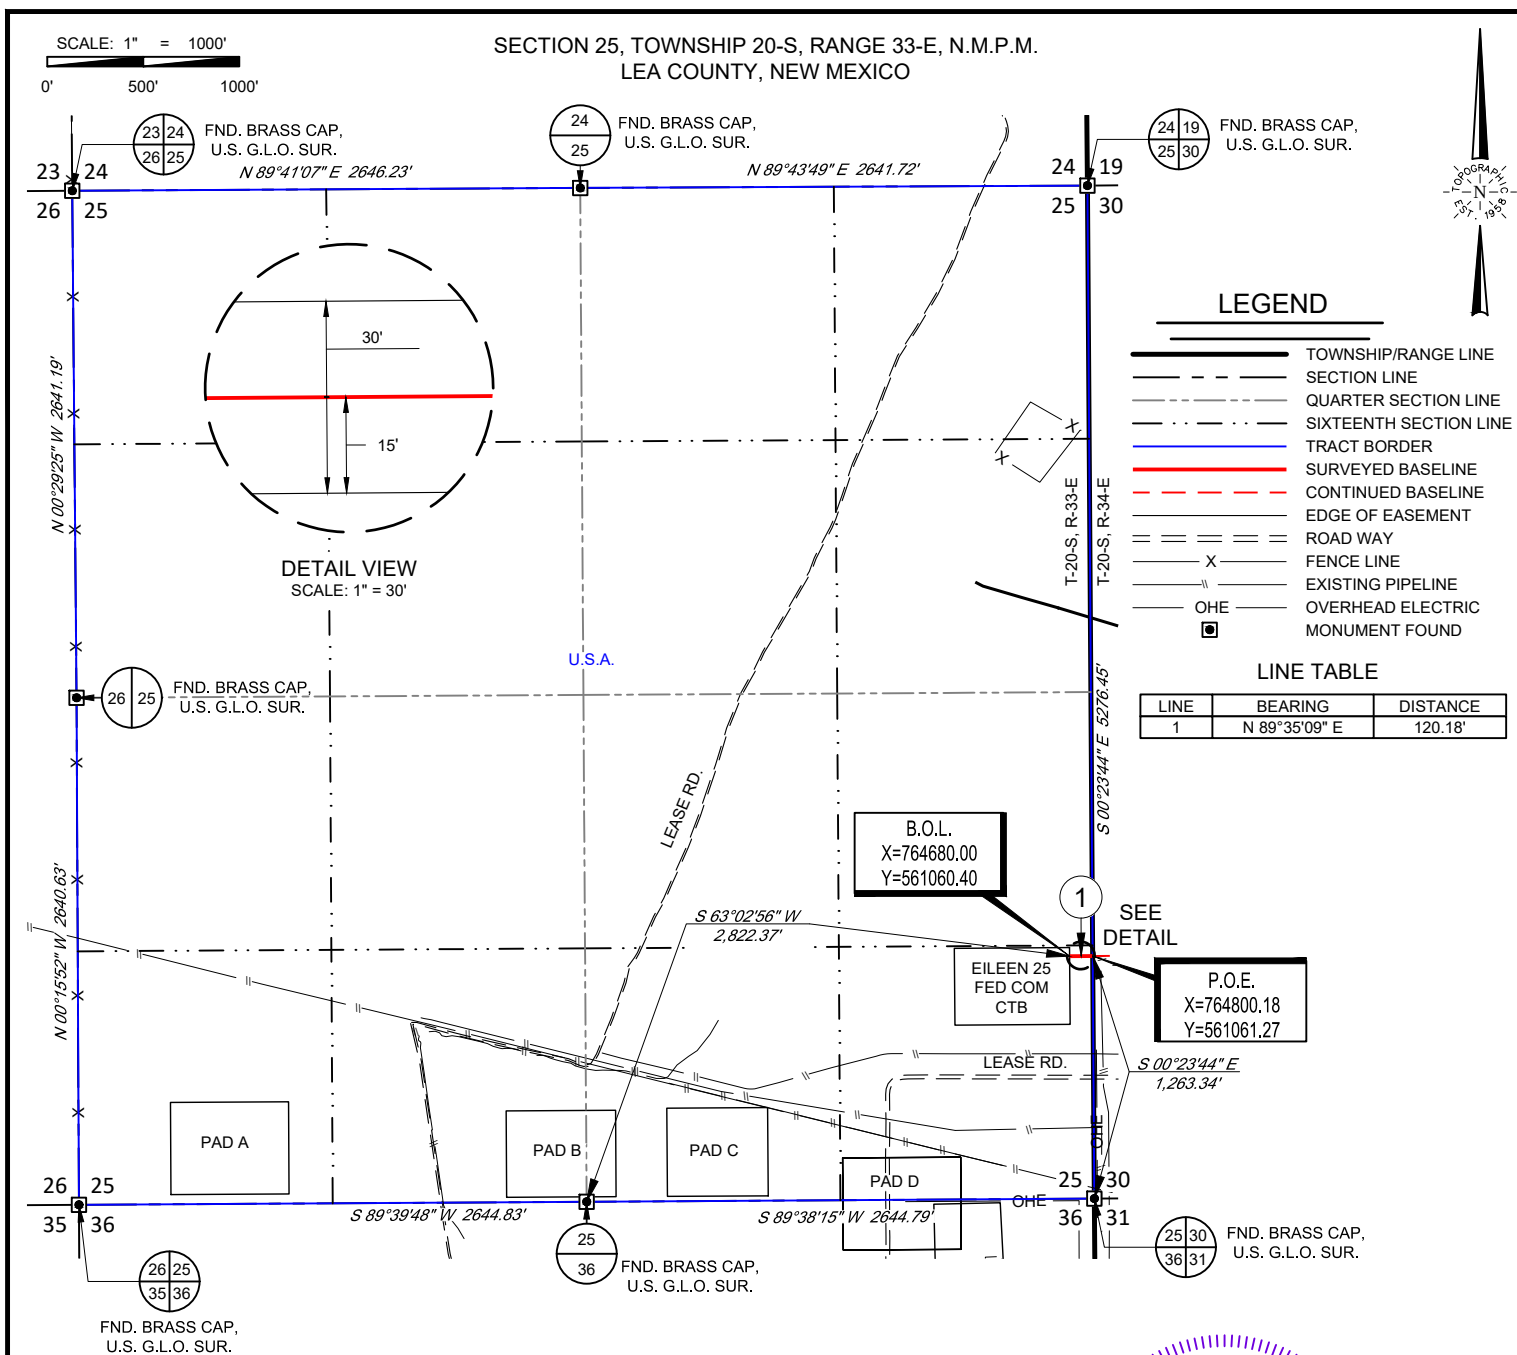 SCALE: 1" = 1000'
0' 500' 1000'
SECTION 25, TOWNSHIP 20-S, RANGE 33-E, N.M.P.M.
LEA COUNTY, NEW MEXICO
23 24
26 25
FND. BRASS CAP,
U.S. G.L.O. SUR.
24
25
FND. BRASS CAP,
U.S. G.L.O. SUR.
24 19
25 30
FND. BRASS CAP,
U.S. G.L.O. SUR.
23 24
26 25
N 89°41'07" E 2646.23'
N 89°43'49" E 2641.72'
24 19
25 30
TOPOGRAPHIC
N
EST. 1958
30'
15'
DETAIL VIEW
SCALE: 1" = 30'
N 00°29'25" W 2641.19'
X
X
X
X
X
X
X
X
X
X
X
T-20-S, R-33-E
T-20-S, R-34-E
LEGEND
TOWNSHIP/RANGE LINE
SECTION LINE
QUARTER SECTION LINE
SIXTEENTH SECTION LINE
TRACT BORDER
SURVEYED BASELINE
CONTINUED BASELINE
EDGE OF EASEMENT
ROAD WAY
X FENCE LINE
EXISTING PIPELINE
OHE OVERHEAD ELECTRIC
MONUMENT FOUND
LINE TABLE
LINE BEARING DISTANCE
1 N 89°35'09" E 120.18'
U.S.A.
26 25
FND. BRASS CAP,
U.S. G.L.O. SUR.
S 00°23'44" E 5276.45'
LEASE RD.
B.O.L.
X=764680.00
Y=561060.40
1
SEE
DETAIL
N 00°15'52" W 2640.63'
S 63°02'56" W
2,822.37'
EILEEN 25
FED COM
CTB
P.O.E.
X=764800.18
Y=561061.27
LEASE RD.
S 00°23'44" E
1,263.34'
OHE
PAD A
PAD B
PAD C
PAD D
26 25
35 36
S 89°39'48" W 2644.83'
S 89°38'15" W 2644.79'
OHE
25 30
36 31
26 25
35 36
FND. BRASS CAP,
U.S. G.L.O. SUR.
25
36
FND. BRASS CAP,
U.S. G.L.O. SUR.
25 30
36 31
FND. BRASS CAP,
U.S. G.L.O. SUR.